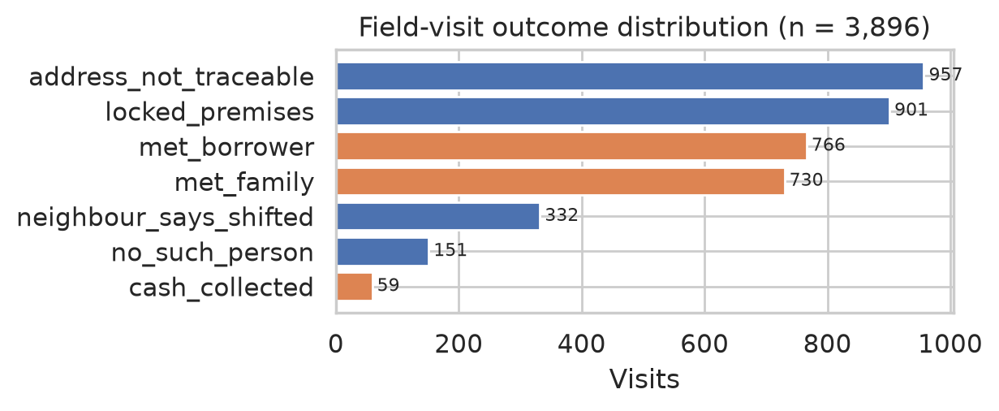 Field-visit outcome distribution (n = 3,896)
address_not_traceable 957
locked_premises 901
met_borrower 766
met_family 730
neighbour_says_shifted 332
no_such_person 151
cash_collected 59
0 200 400 600 800 1000
Visits